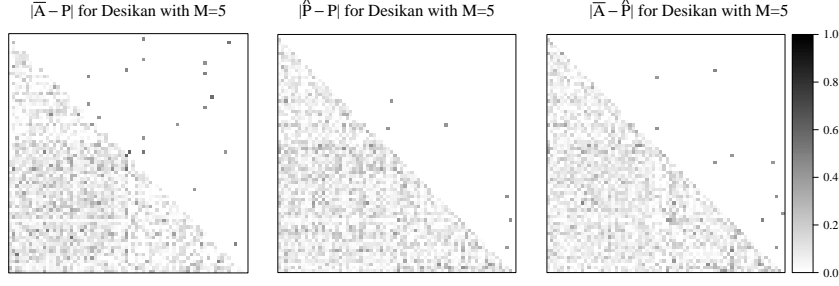 |A̅ − P| for Desikan with M=5
|P̂ − P| for Desikan with M=5
|A̅ − P̂| for Desikan with M=5
1.0
0.8
0.6
0.4
0.2
0.0